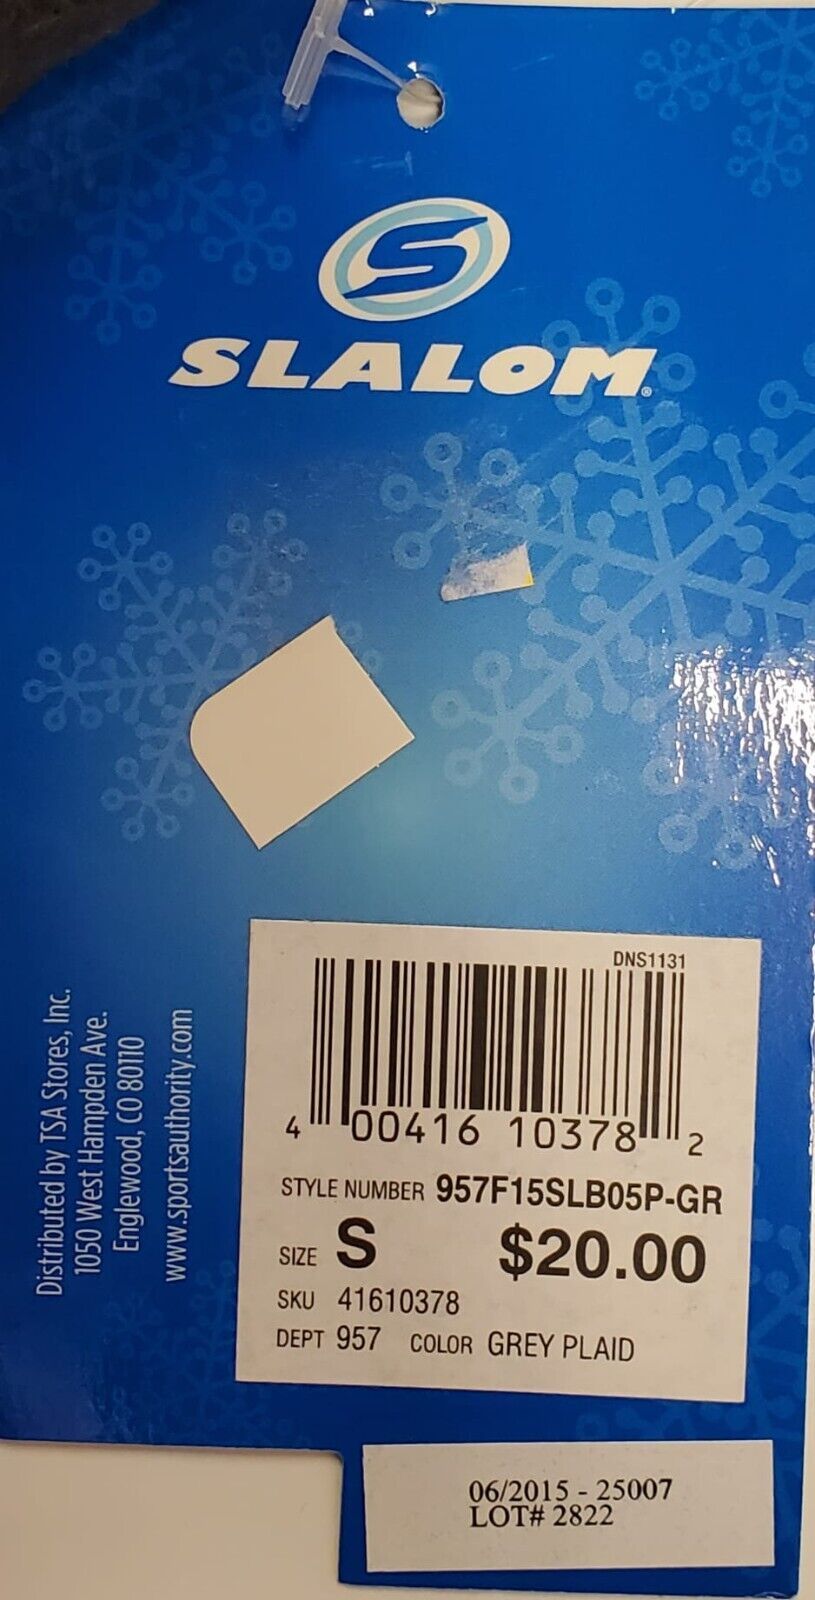 SLALOM®
Distributed by TSA Stores, Inc.
1050 West Hampden Ave.
Englewood, CO 80110
www.sportsauthority.com
DNS1131
4 00416 10378 2
STYLE NUMBER 957F15SLB05P-GR
SIZE S $20.00
SKU 41610378
DEPT 957 COLOR GREY PLAID
06/2015 - 25007
LOT# 2822